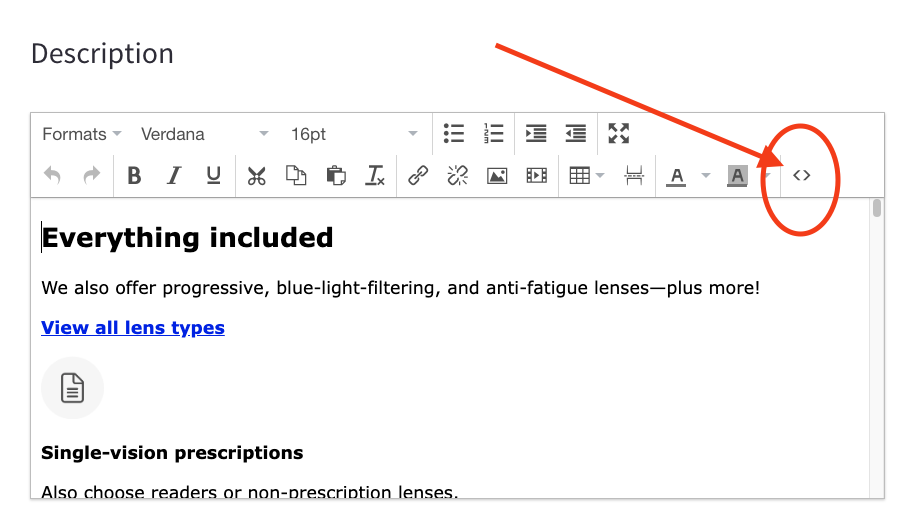 Description
Formats Verdana 16pt
B I U A A <>
Everything included
We also offer progressive, blue-light-filtering, and anti-fatigue lenses—plus more!
View all lens types
Single-vision prescriptions
Also choose readers or non-prescription lenses.